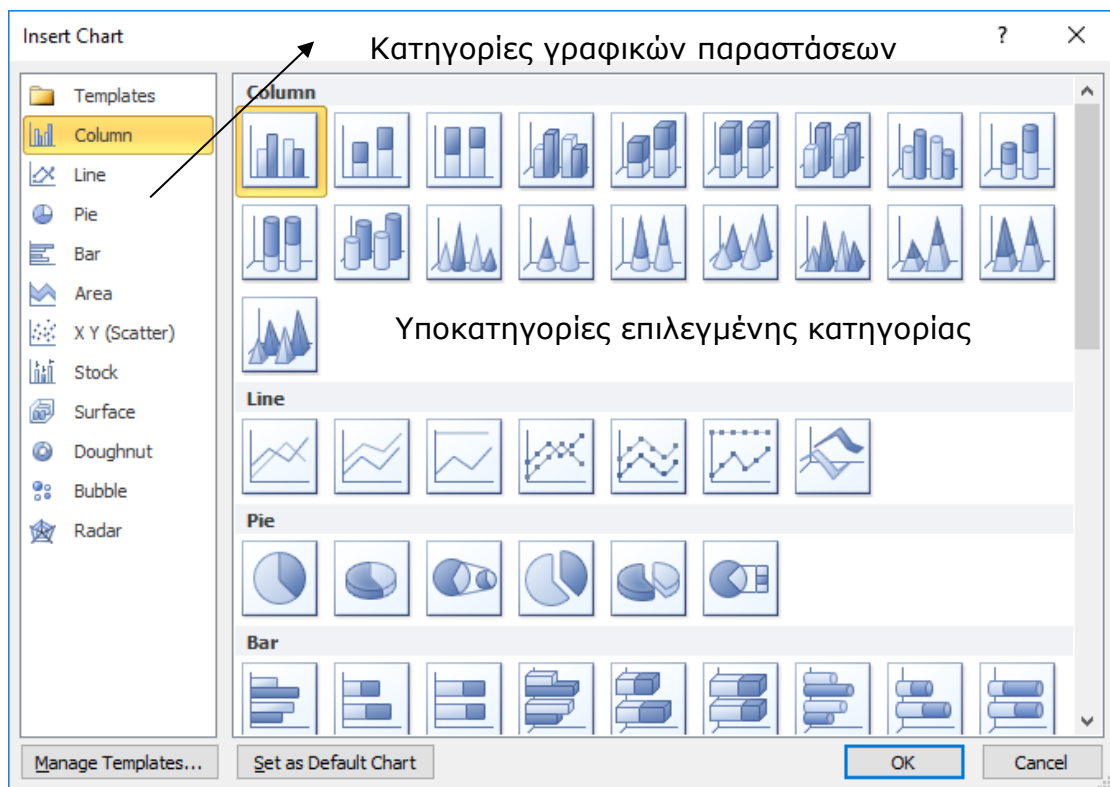 Insert Chart
?
Κατηγορίες γραφικών παραστάσεων
Templates
Column
Line
Pie
Bar
Area
X Y (Scatter)
Stock
Surface
Doughnut
Bubble
Radar
Column
Υποκατηγορίες επιλεγμένης κατηγορίας
Line
Pie
Bar
Manage Templates...
Set as Default Chart
OK
Cancel